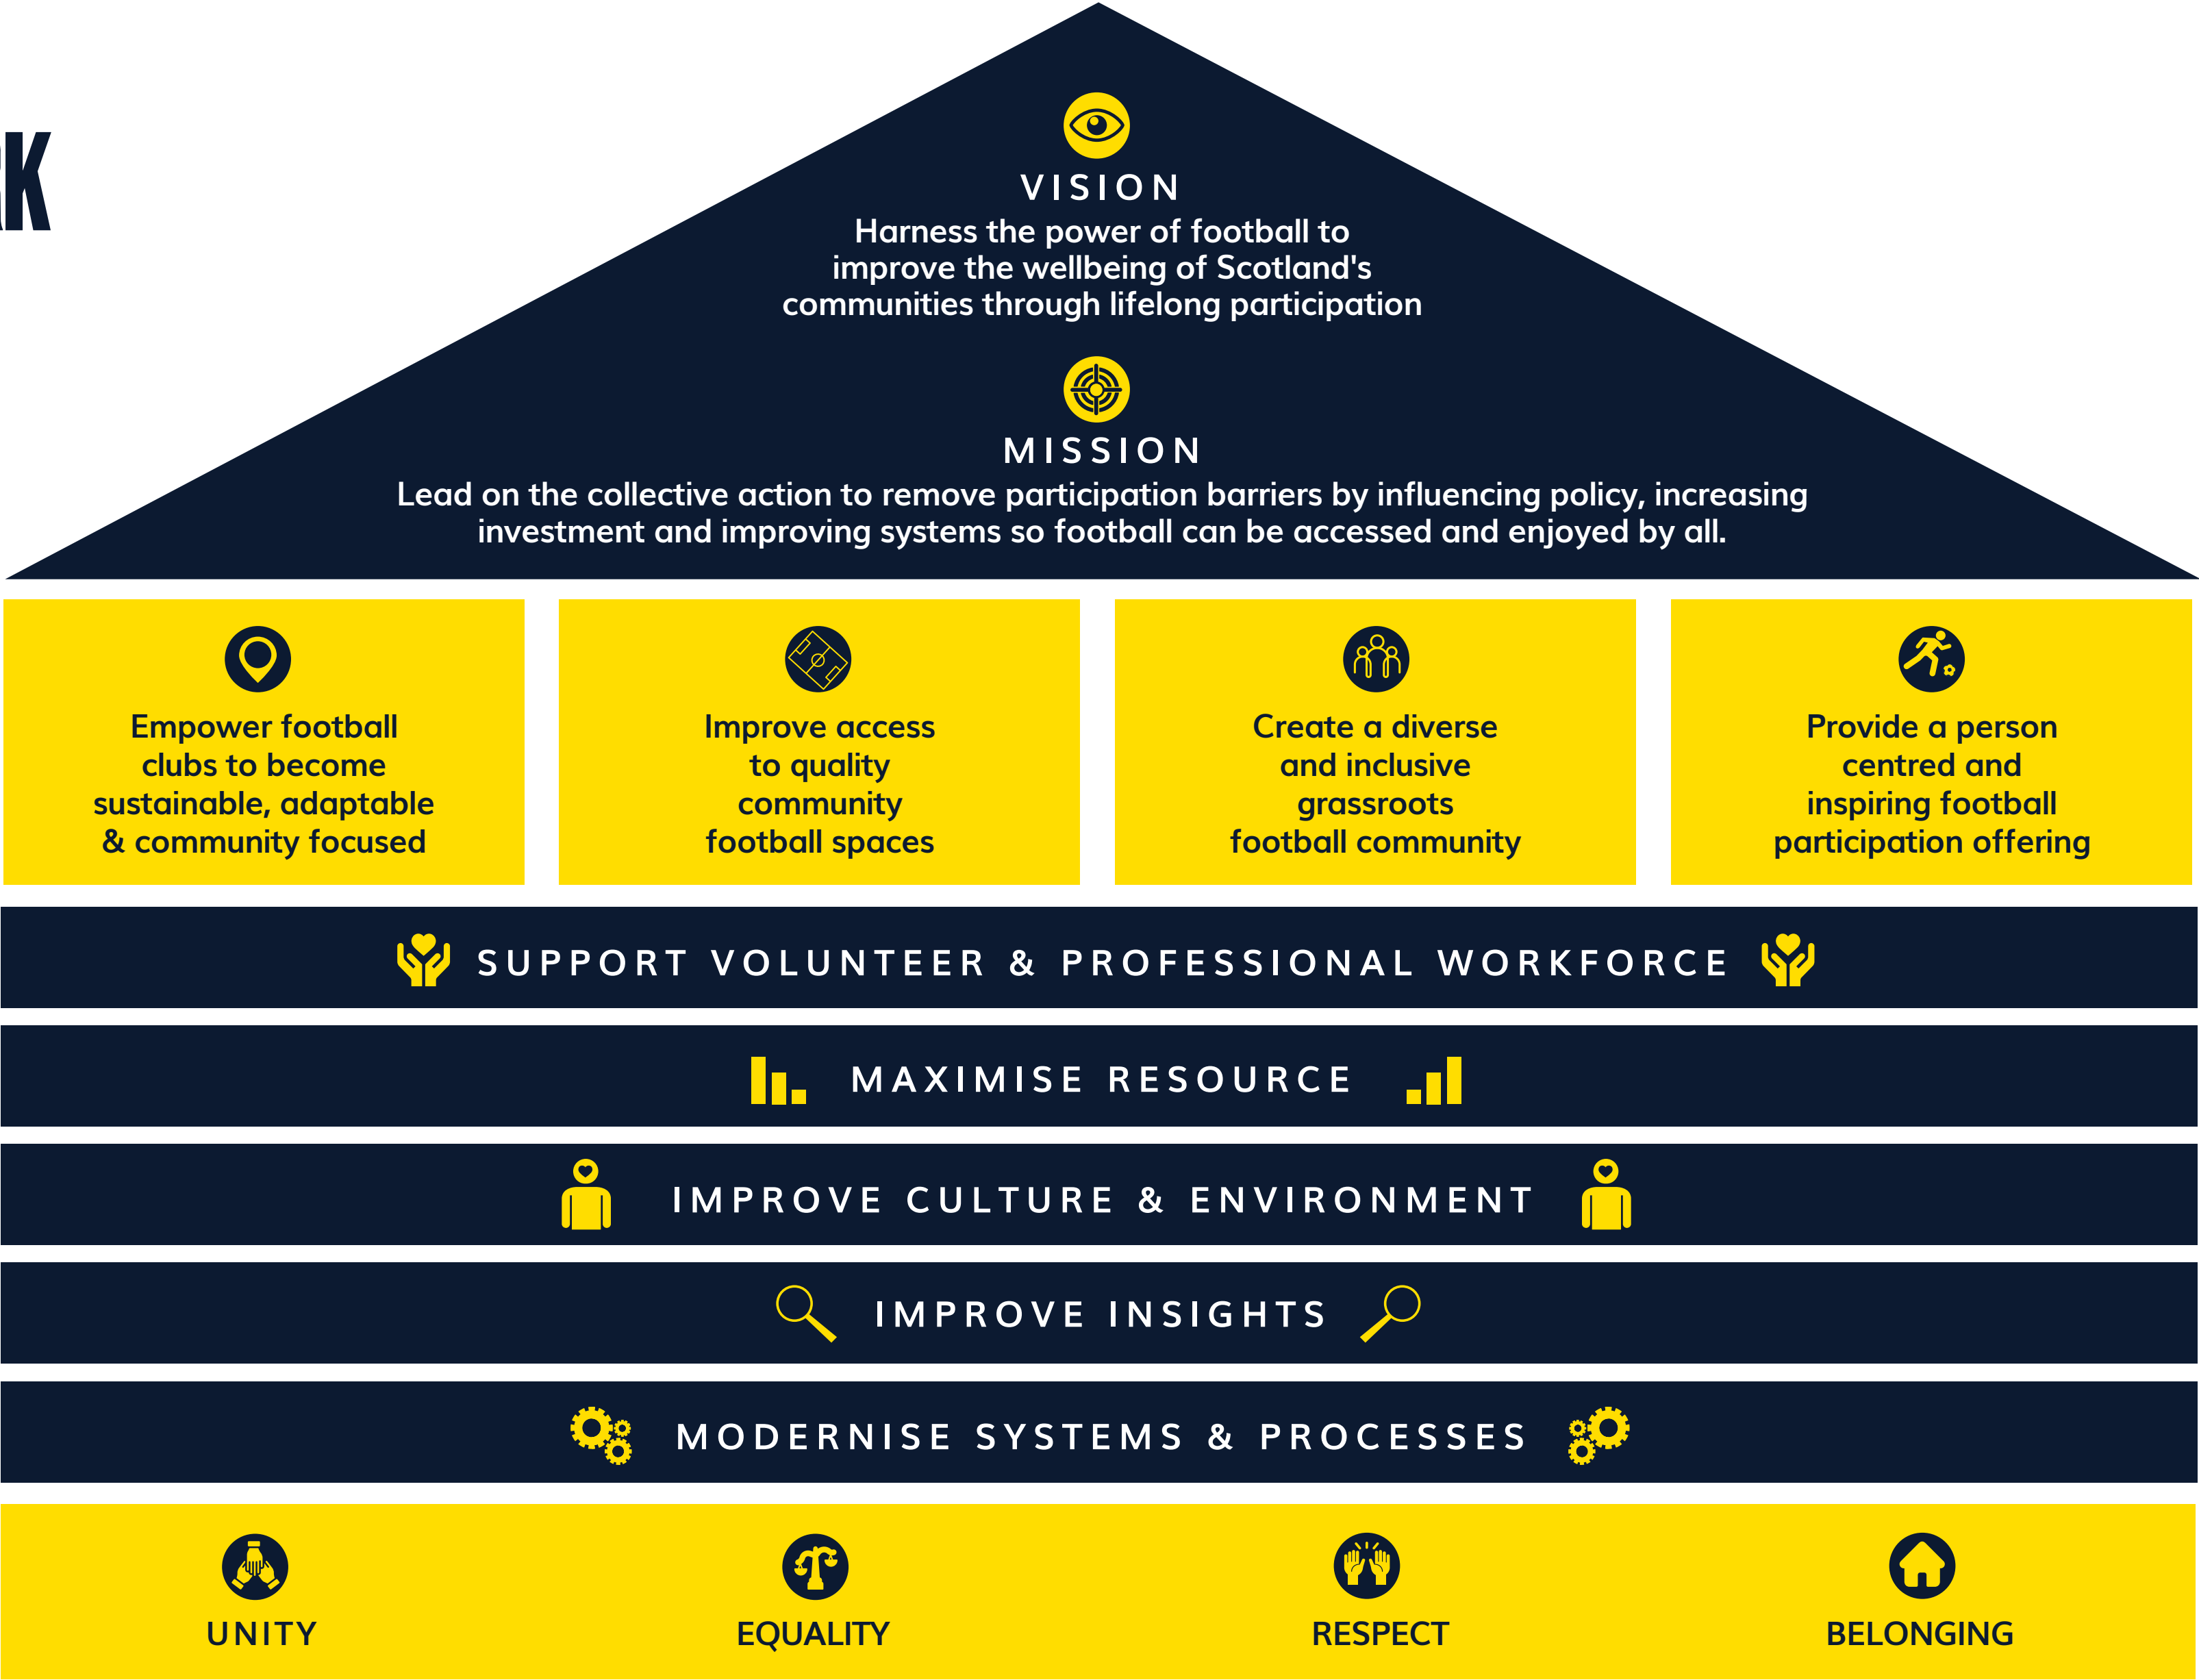 RK
VISION
Harness the power of football to
improve the wellbeing of Scotland's
communities through lifelong participation
MISSION
Lead on the collective action to remove participation barriers by influencing policy, increasing
investment and improving systems so football can be accessed and enjoyed by all.
Empower football
clubs to become
sustainable, adaptable
& community focused
Improve access
to quality
community
football spaces
Create a diverse
and inclusive
grassroots
football community
Provide a person
centred and
inspiring football
participation offering
SUPPORT VOLUNTEER & PROFESSIONAL WORKFORCE
MAXIMISE RESOURCE
IMPROVE CULTURE & ENVIRONMENT
IMPROVE INSIGHTS
MODERNISE SYSTEMS & PROCESSES
UNITY
EQUALITY
RESPECT
BELONGING